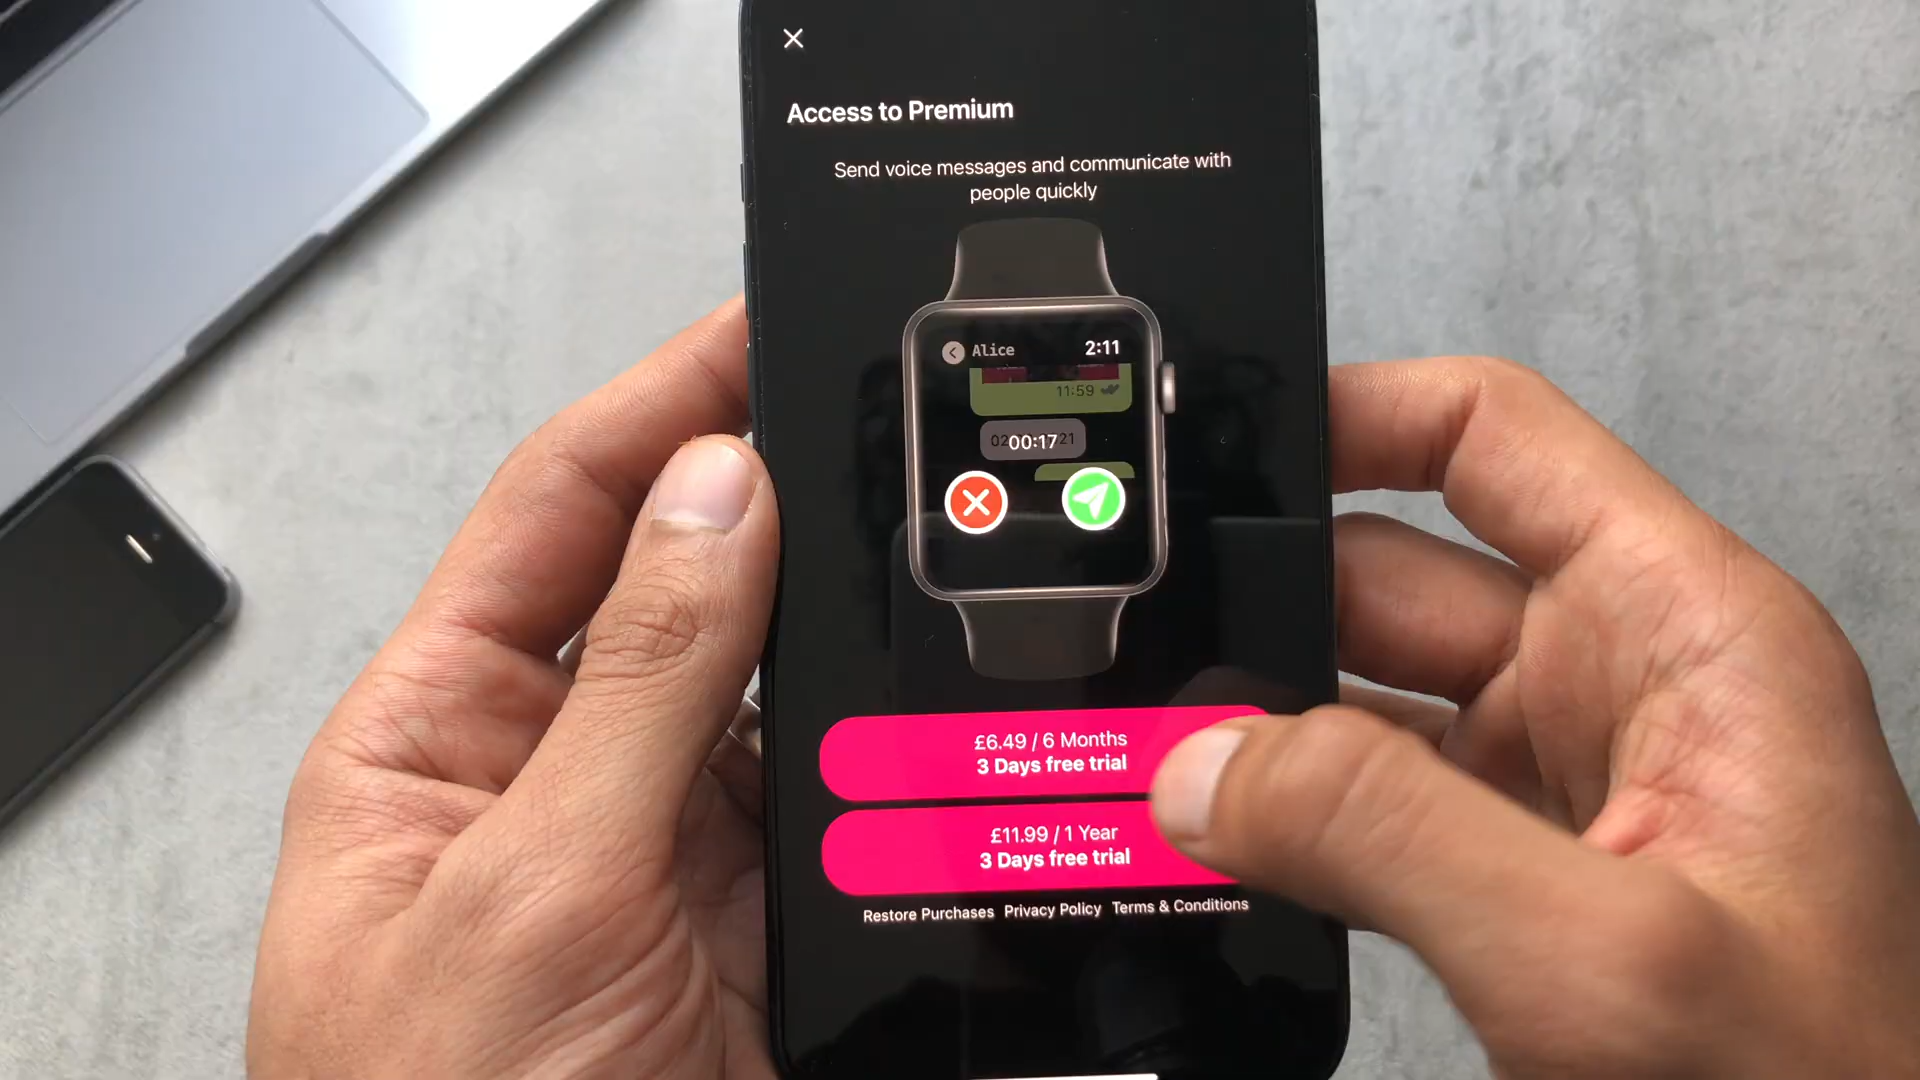 Access to Premium
Send voice messages and communicate with
people quickly
Alice 2:11
11:59
02 00:17 21
£6.49 / 6 Months
3 Days free trial
£11.99 / 1 Year
3 Days free trial
Restore Purchases Privacy Policy Terms & Conditions